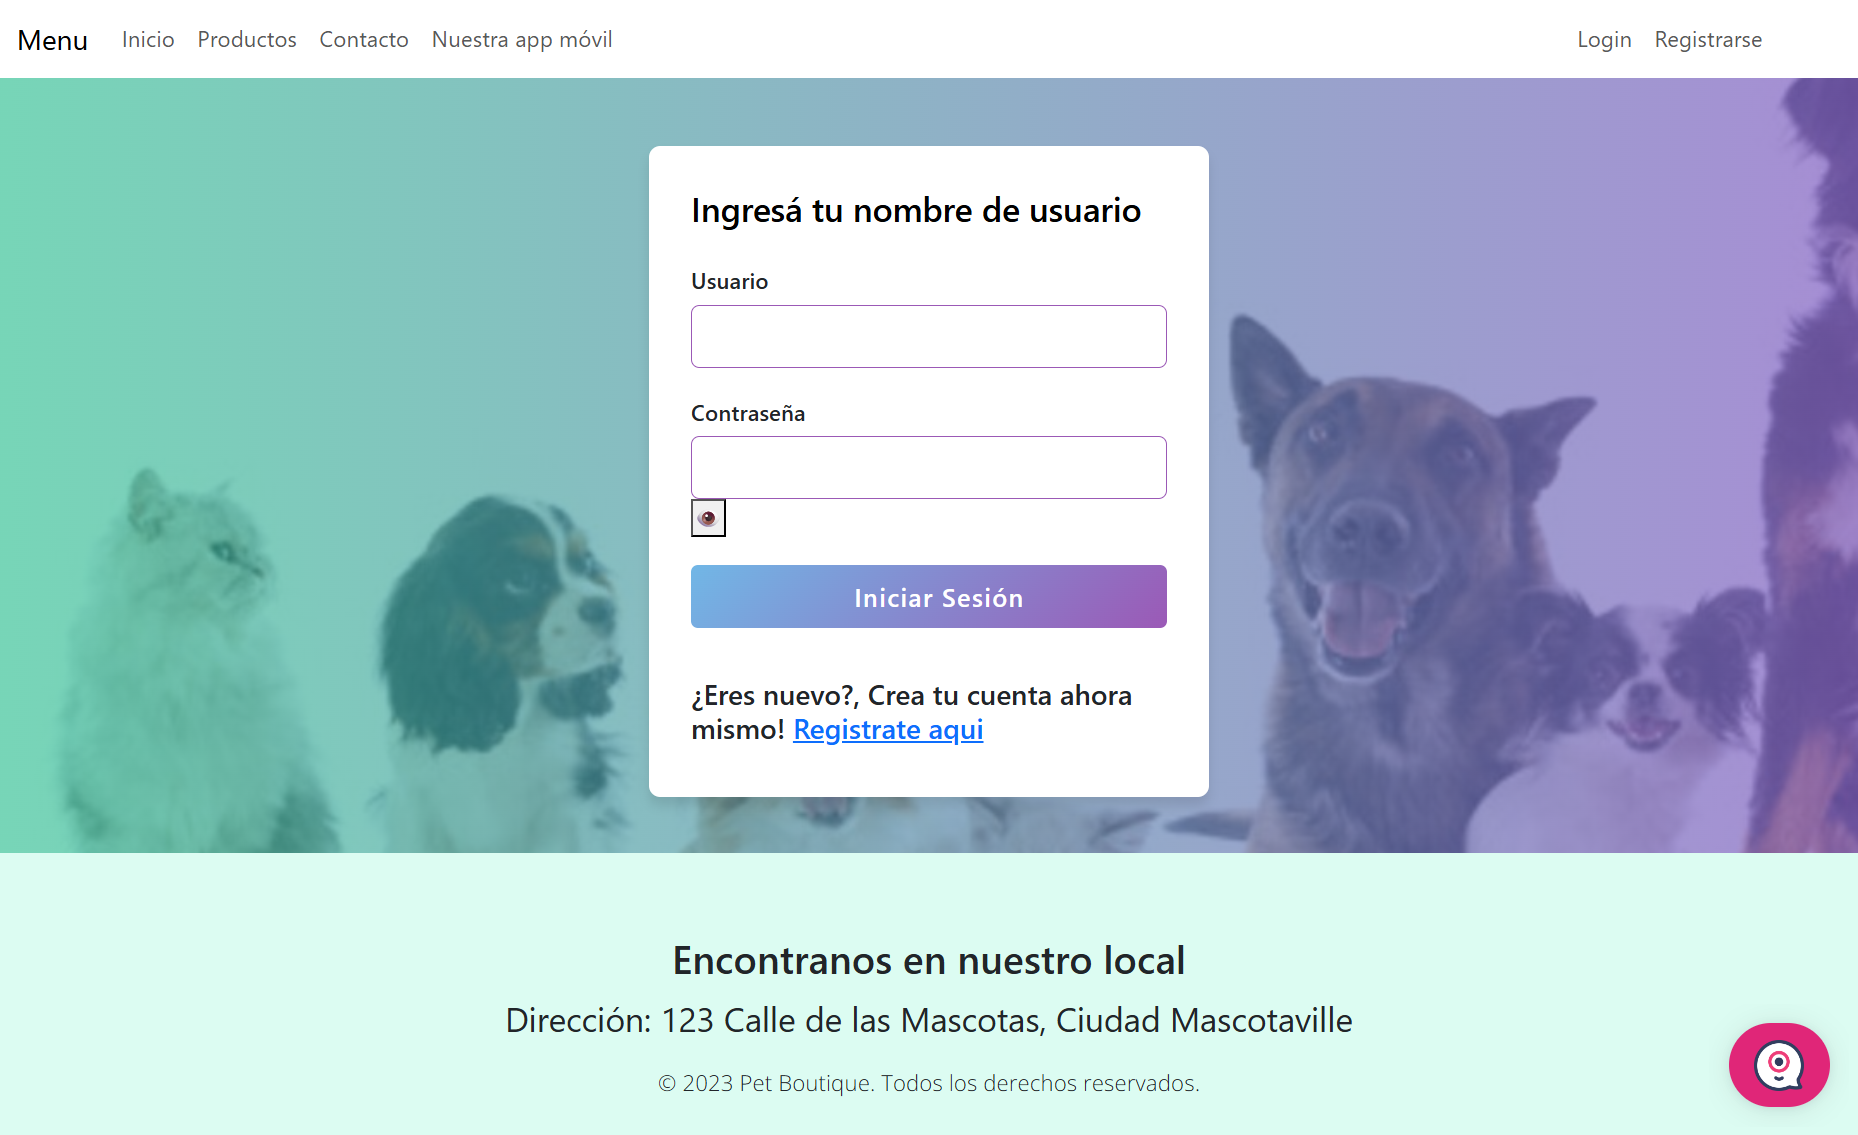 Menu Inicio Productos Contacto Nuestra app móvil Login Registrarse
Ingresá tu nombre de usuario
Usuario
Contraseña
Iniciar Sesión
¿Eres nuevo?, Crea tu cuenta ahora
mismo! Registrate aqui
Encontranos en nuestro local
Dirección: 123 Calle de las Mascotas, Ciudad Mascotaville
© 2023 Pet Boutique. Todos los derechos reservados.